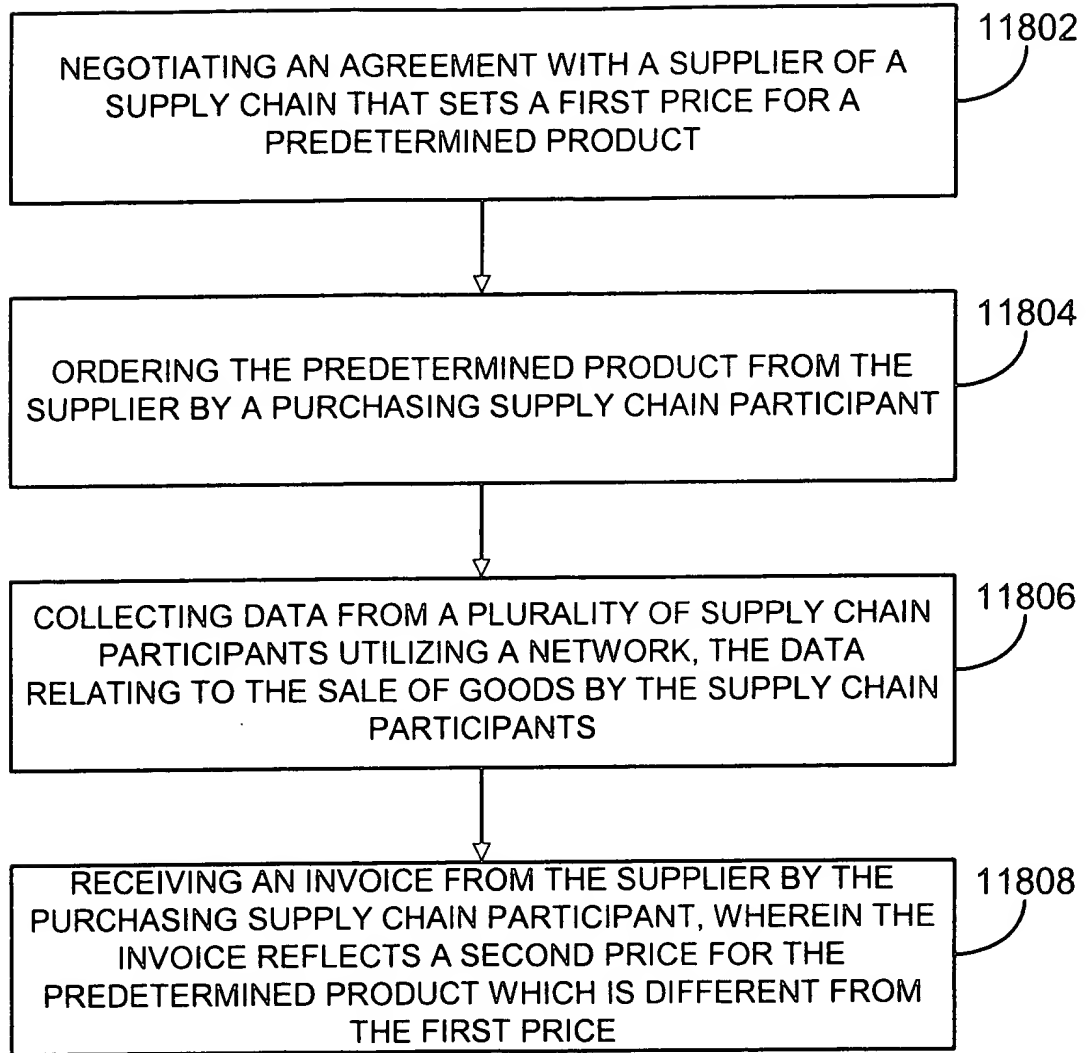 11802
NEGOTIATING AN AGREEMENT WITH A SUPPLIER OF A
SUPPLY CHAIN THAT SETS A FIRST PRICE FOR A
PREDETERMINED PRODUCT
11804
ORDERING THE PREDETERMINED PRODUCT FROM THE
SUPPLIER BY A PURCHASING SUPPLY CHAIN PARTICIPANT
11806
COLLECTING DATA FROM A PLURALITY OF SUPPLY CHAIN
PARTICIPANTS UTILIZING A NETWORK, THE DATA
RELATING TO THE SALE OF GOODS BY THE SUPPLY CHAIN
PARTICIPANTS
11808
RECEIVING AN INVOICE FROM THE SUPPLIER BY THE
PURCHASING SUPPLY CHAIN PARTICIPANT, WHEREIN THE
INVOICE REFLECTS A SECOND PRICE FOR THE
PREDETERMINED PRODUCT WHICH IS DIFFERENT FROM
THE FIRST PRICE